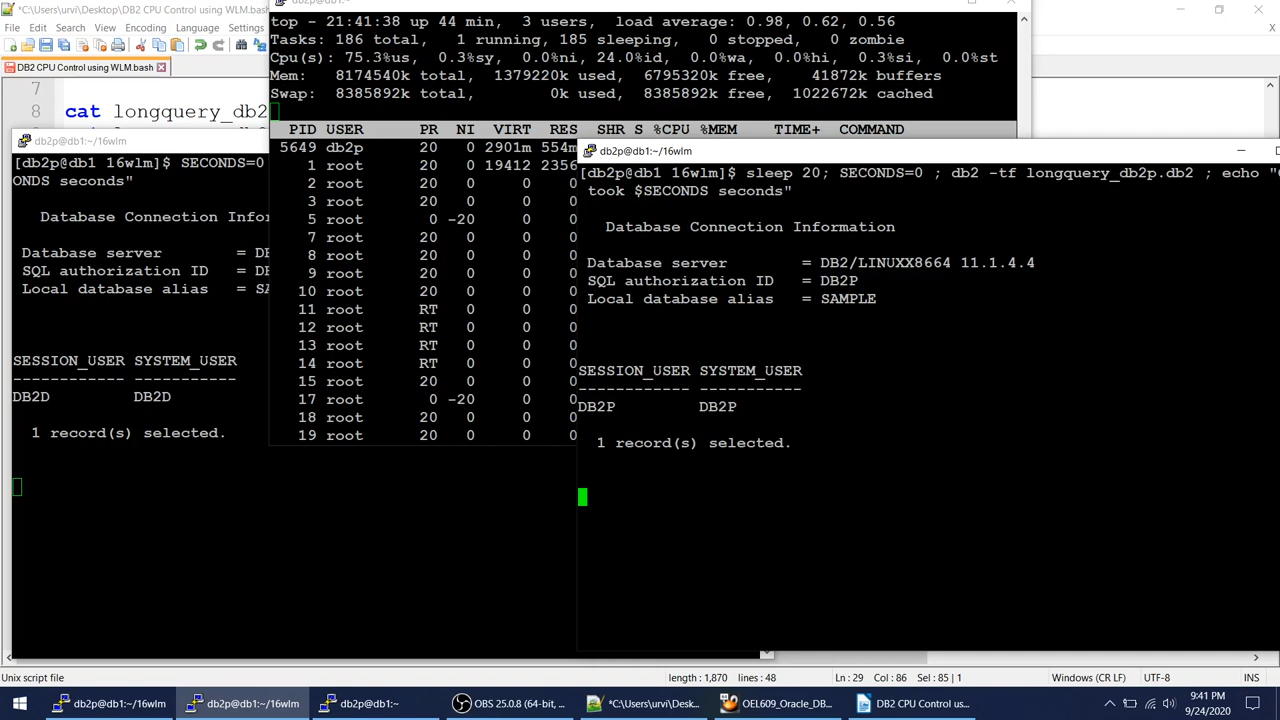 *C:\Users\urvi\Desktop\DB2 CPU Control using WLM.bash
File Edit Search View Encoding Language
DB2 CPU Control using WLM.bash
7
8 cat longquery_db2
db2p@db1:~
top - 21:41:38 up 44 min, 3 users, load average: 0.98, 0.62, 0.56
Tasks: 186 total, 1 running, 185 sleeping, 0 stopped, 0 zombie
Cpu(s): 75.3%us, 0.3%sy, 0.0%ni, 24.0%id, 0.0%wa, 0.0%hi, 0.3%si, 0.0%st
Mem: 8174540k total, 1379220k used, 6795320k free, 41872k buffers
Swap: 8385892k total, 0k used, 8385892k free, 1022672k cached
PID USER PR NI VIRT RES SHR S %CPU %MEM TIME+ COMMAND
5649 db2p 20 0 2901m 554m
1 root 20 0 19412 2356
2 root 20 0 0 0
3 root 20 0 0 0
5 root 0 -20 0 0
7 root 20 0 0 0
8 root 20 0 0 0
9 root 20 0 0 0
10 root 20 0 0 0
11 root RT 0 0 0
12 root RT 0 0 0
13 root RT 0 0 0
14 root RT 0 0 0
15 root 20 0 0 0
17 root 0 -20 0 0
18 root 20 0 0 0
19 root 20 0 0 0
db2p@db1:~/16wlm
[db2p@db1 16wlm]$ SECONDS=0
ONDS seconds"
Database Connection Infor
Database server = D
SQL authorization ID = D
Local database alias = SA
SESSION_USER SYSTEM_USER
------------ -----------
DB2D DB2D
1 record(s) selected.
db2p@db1:~/16wlm
[db2p@db1 16wlm]$ sleep 20; SECONDS=0 ; db2 -tf longquery_db2p.db2 ; echo "
took $SECONDS seconds"
Database Connection Information
Database server = DB2/LINUXX8664 11.1.4.4
SQL authorization ID = DB2P
Local database alias = SAMPLE
SESSION_USER SYSTEM_USER
------------ -----------
DB2P DB2P
1 record(s) selected.
Unix script file length : 1,870 lines : 48 Ln : 29 Col : 86 Sel : 85 | 1 Windows (CR LF) UTF-8 INS
db2p@db1:~/16wlm db2p@db1:~/16wlm db2p@db1:~ OBS 25.0.8 (64-bit, ... *C:\Users\urvi\Desk... OEL609_Oracle_DB... DB2 CPU Control us...
9:41 PM
9/24/2020